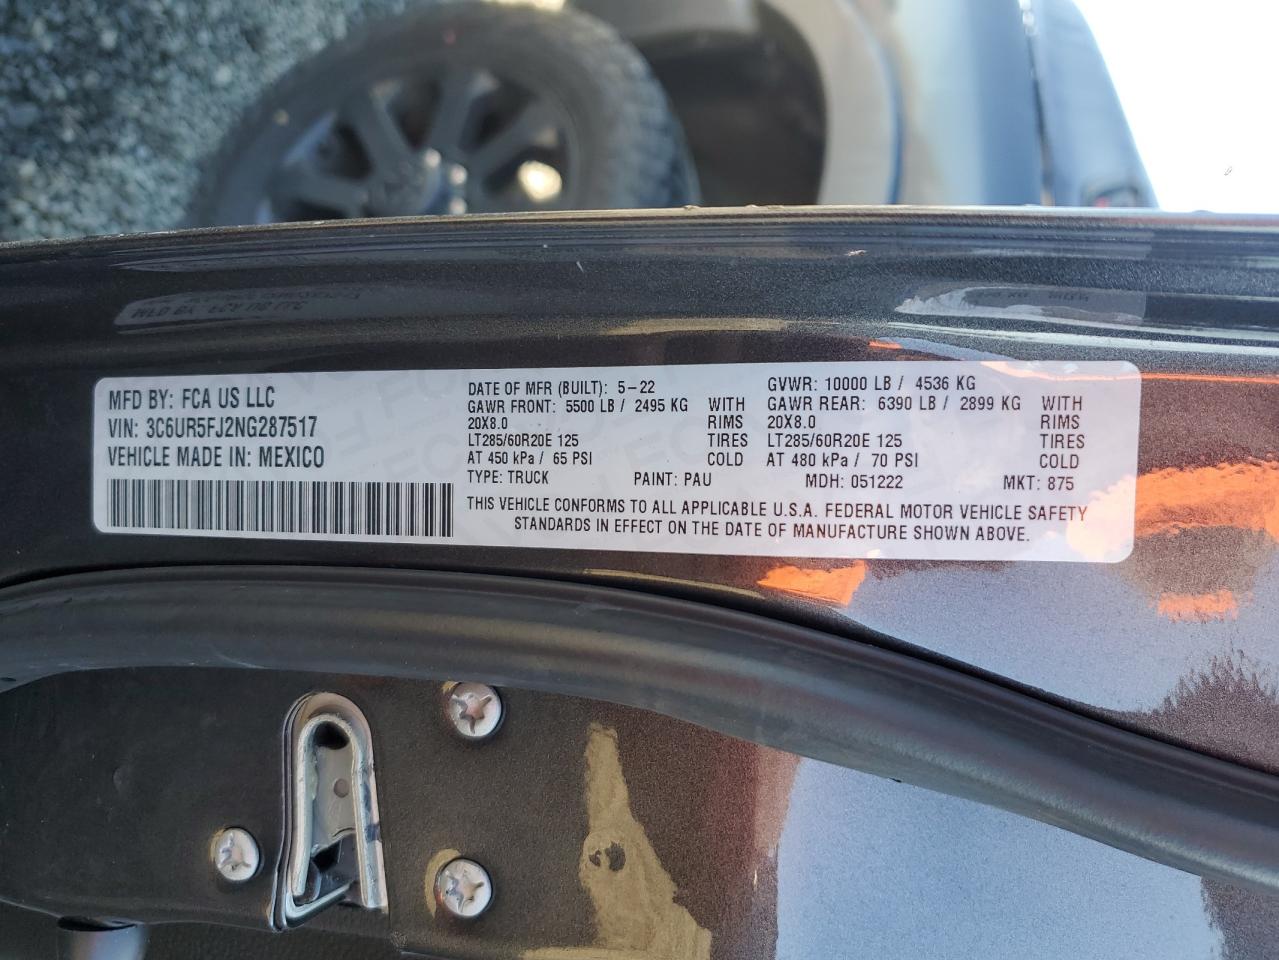 MFD BY: FCA US LLC
VIN: 3C6UR5FJ2NG287517
VEHICLE MADE IN: MEXICO
DATE OF MFR (BUILT): 5-22
GAWR FRONT: 5500 LB / 2495 KG WITH
20X8.0 RIMS
LT285/60R20E 125 TIRES
AT 450 kPa / 65 PSI COLD
GVWR: 10000 LB / 4536 KG
GAWR REAR: 6390 LB / 2899 KG WITH
20X8.0 RIMS
LT285/60R20E 125 TIRES
AT 480 kPa / 70 PSI COLD
TYPE: TRUCK PAINT: PAU MDH: 051222 MKT: 875
THIS VEHICLE CONFORMS TO ALL APPLICABLE U.S.A. FEDERAL MOTOR VEHICLE SAFETY
STANDARDS IN EFFECT ON THE DATE OF MANUFACTURE SHOWN ABOVE.